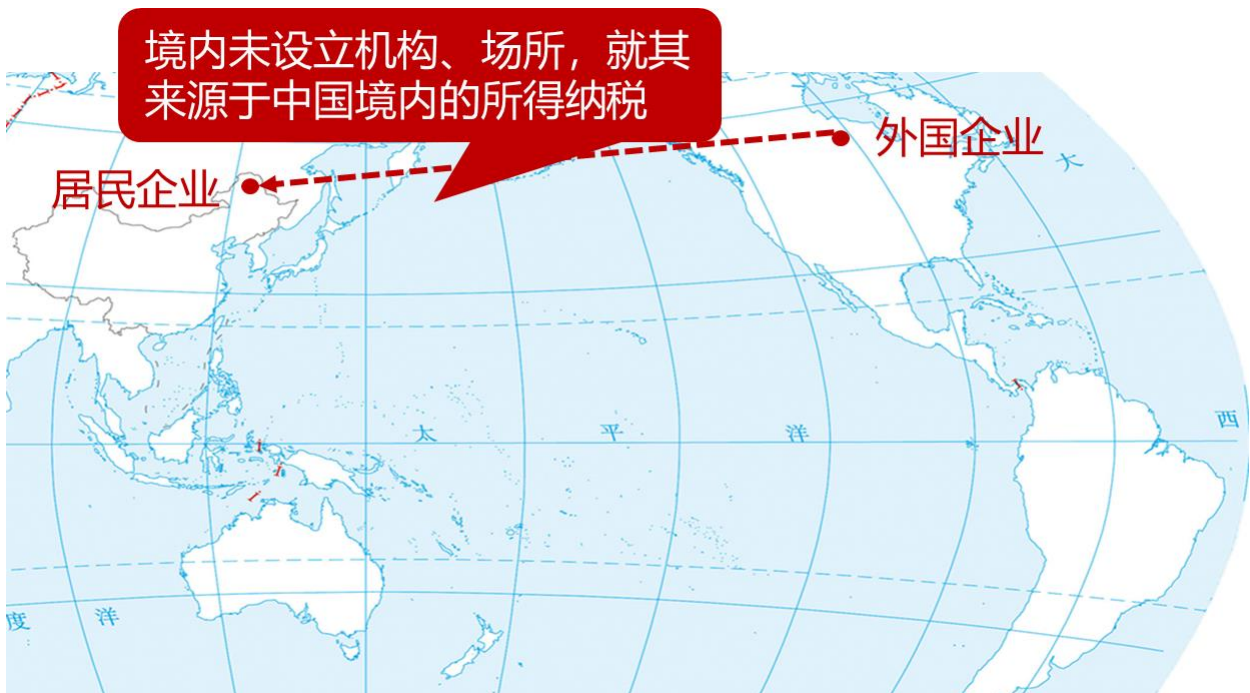 境内未设立机构、场所，就其
来源于中国境内的所得纳税
外国企业
居民企业
大
西
太 平 洋
度 洋